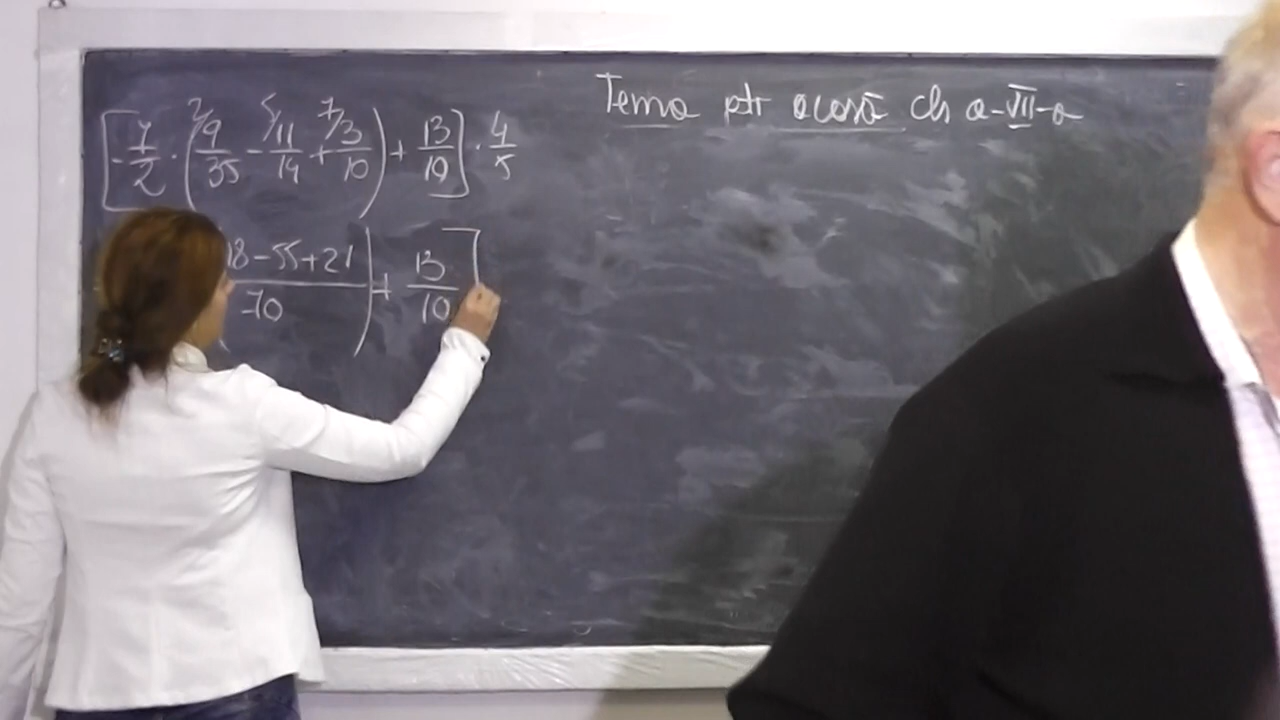 Tema ptr acasă cls a-VII-a
[-7/2 · (²⁄9/35 - ⁵⁄11/14 + ⁷⁄3/10) + 13/10] · 4/5
18-55+21/70) + 13/10]